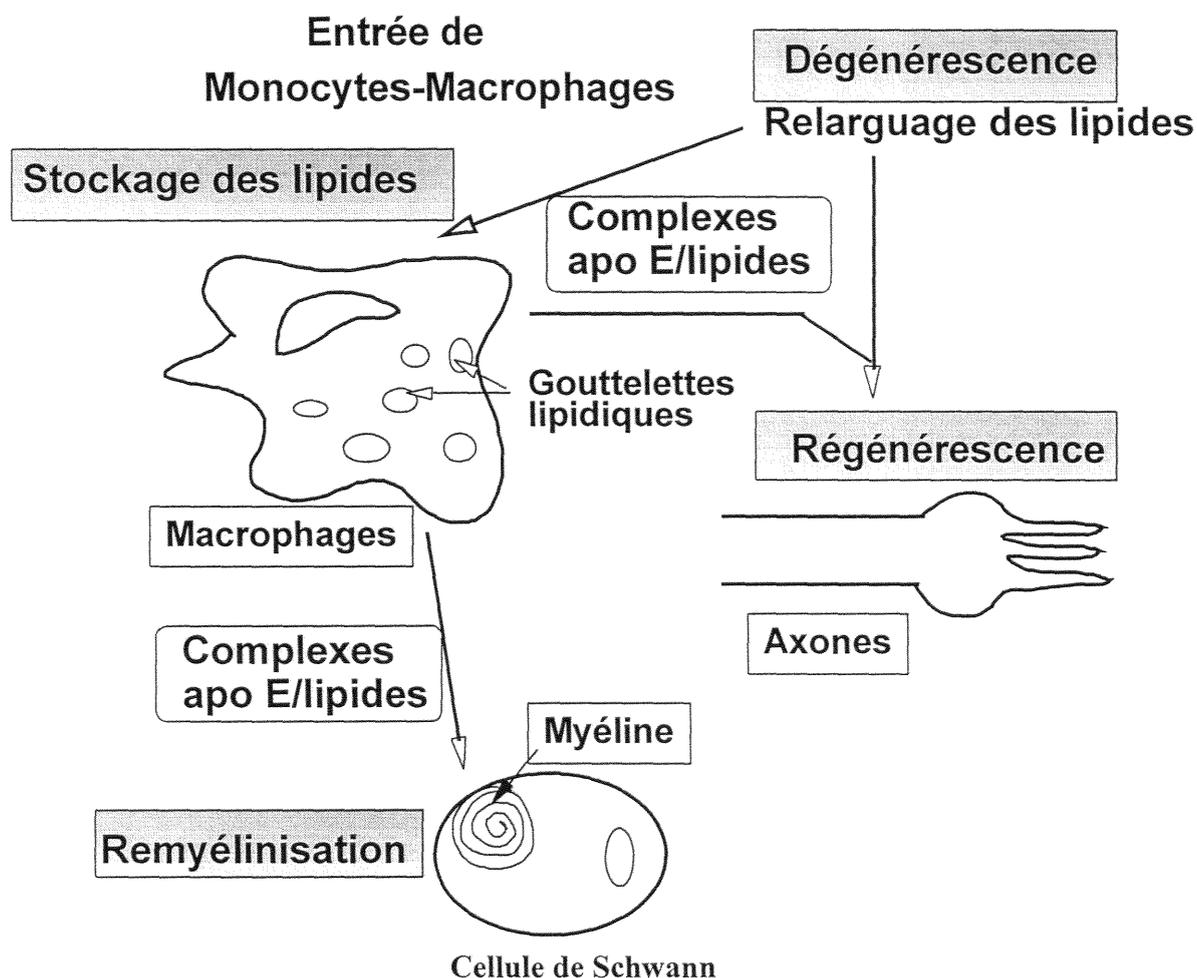 Entrée de
Monocytes-Macrophages
Dégénérescence
Relarguage des lipides
Stockage des lipides
Complexes
apo E/lipides
Gouttelettes
lipidiques
Régénérescence
Macrophages
Axones
Complexes
apo E/lipides
Myéline
Remyélinisation
Cellule de Schwann